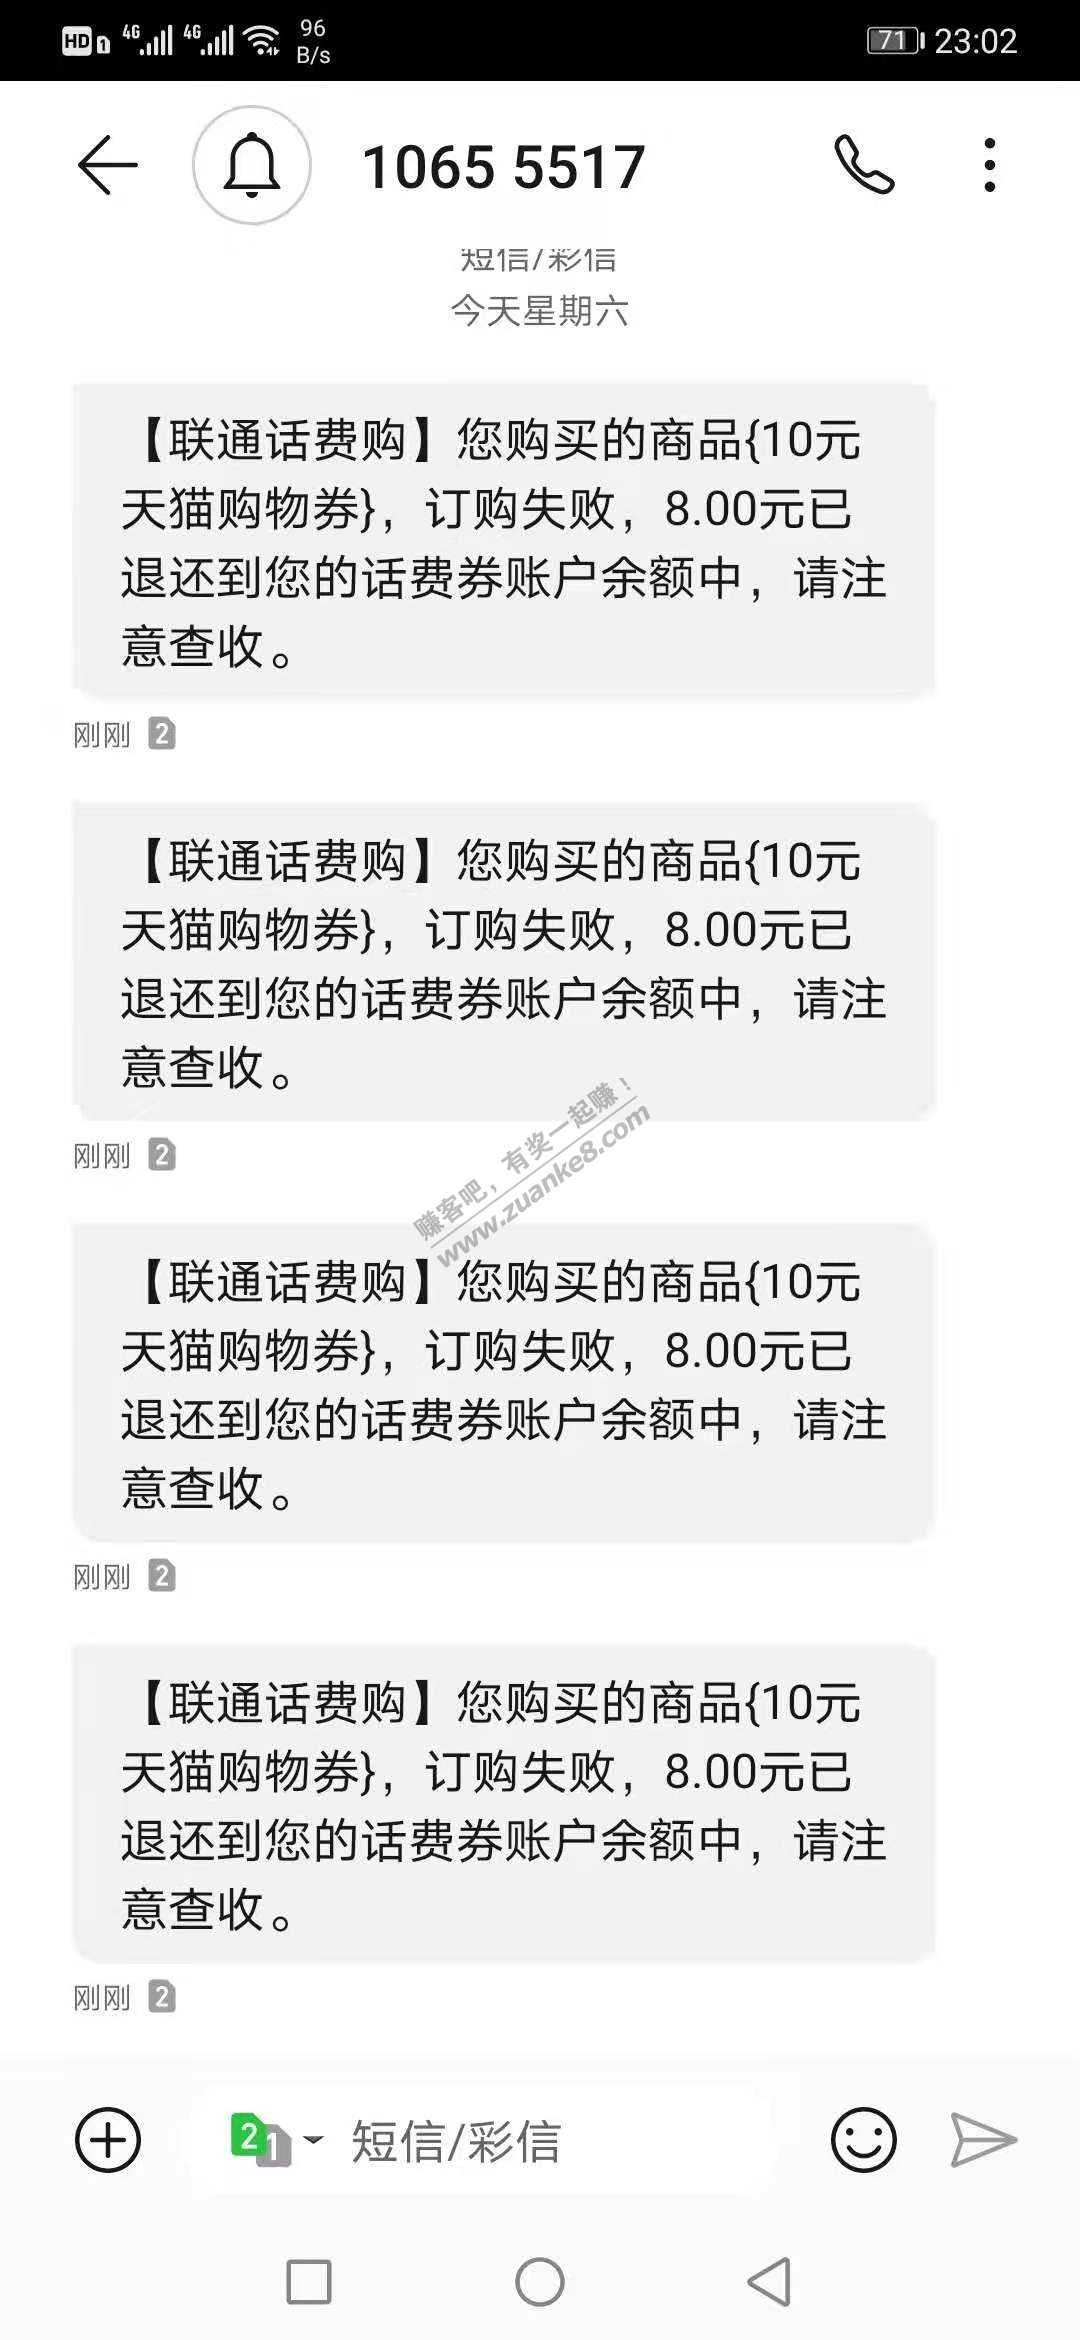 HD 1 4G 4G 96 B/s 71 23:02
1065 5517
短信/彩信
今天星期六
【联通话费购】您购买的商品{10元
天猫购物券}，订购失败，8.00元已
退还到您的话费券账户余额中，请注
意查收。
刚刚 2
【联通话费购】您购买的商品{10元
天猫购物券}，订购失败，8.00元已
退还到您的话费券账户余额中，请注
意查收。
刚刚 2
赚客吧，有奖一起赚！
www.zuanke8.com
【联通话费购】您购买的商品{10元
天猫购物券}，订购失败，8.00元已
退还到您的话费券账户余额中，请注
意查收。
刚刚 2
【联通话费购】您购买的商品{10元
天猫购物券}，订购失败，8.00元已
退还到您的话费券账户余额中，请注
意查收。
刚刚 2
2 1 短信/彩信